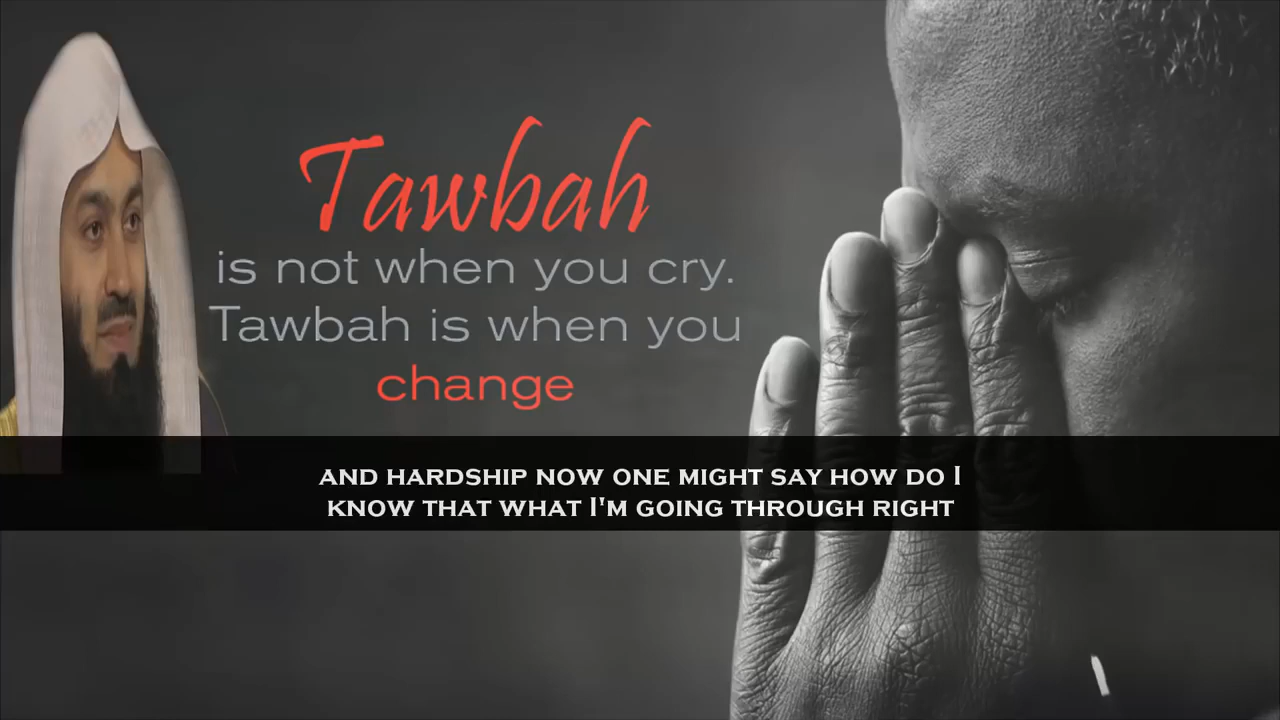 Tawbah
is not when you cry.
Tawbah is when you
change
AND HARDSHIP NOW ONE MIGHT SAY HOW DO I
KNOW THAT WHAT I'M GOING THROUGH RIGHT